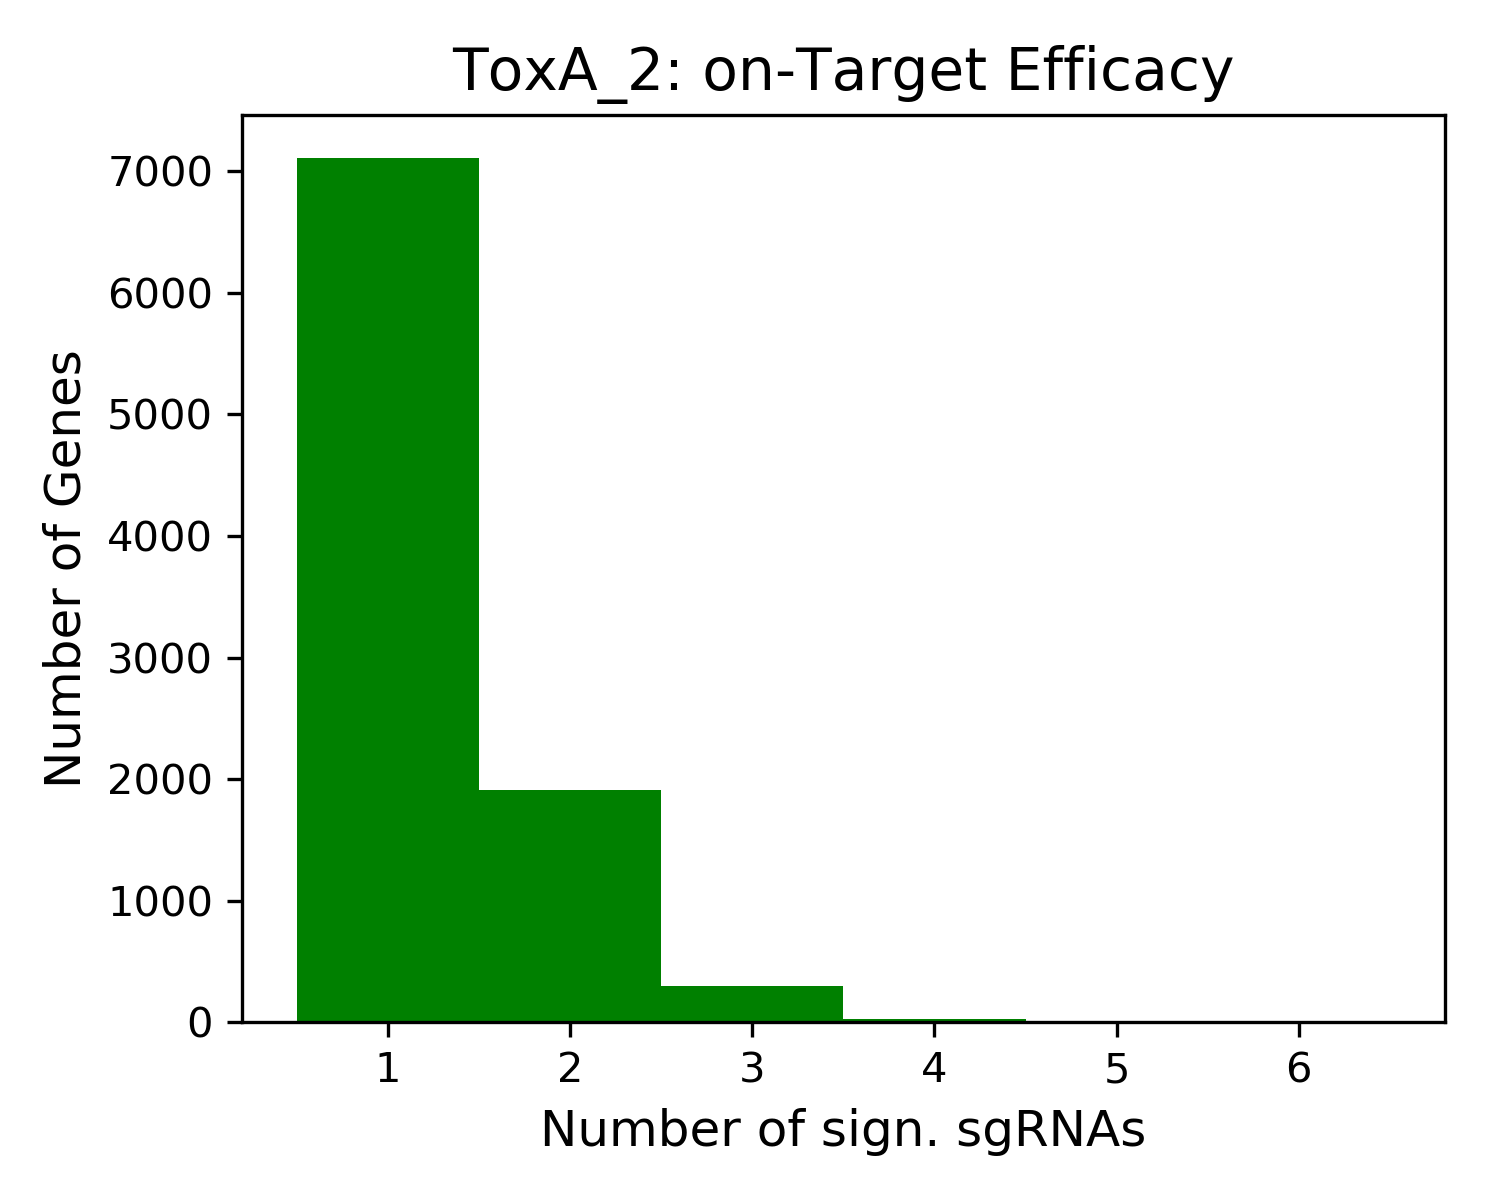 ToxA_2: on-Target Efficacy
7000
6000
5000
4000
3000
2000
1000
0
Number of Genes
1 2 3 4 5 6
Number of sign. sgRNAs